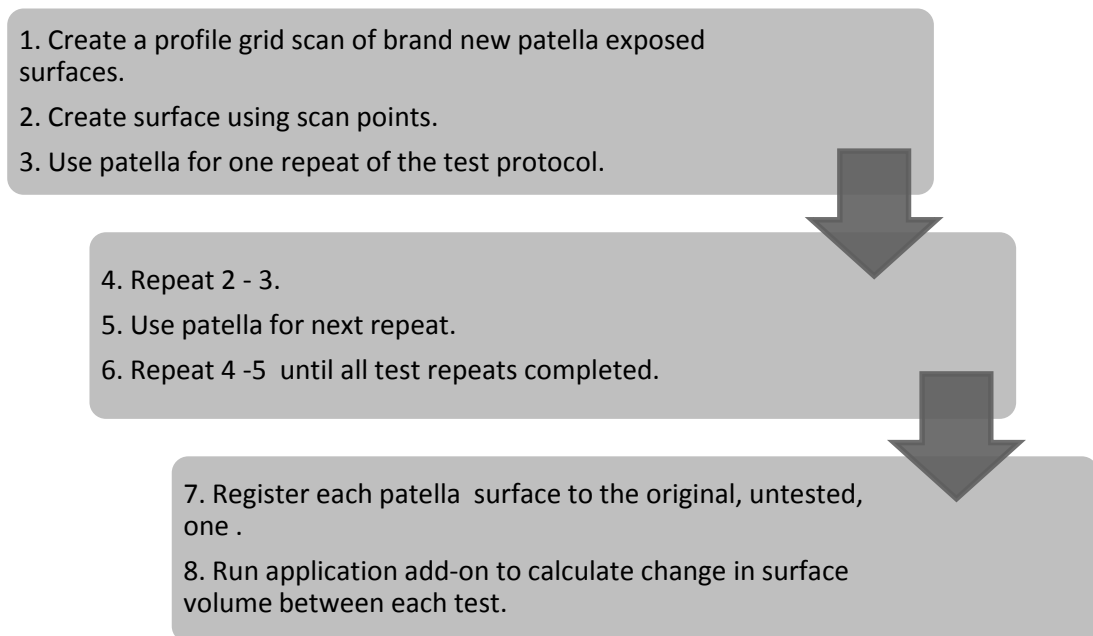 1. Create a profile grid scan of brand new patella exposed
surfaces.
2. Create surface using scan points.
3. Use patella for one repeat of the test protocol.
4. Repeat 2 - 3.
5. Use patella for next repeat.
6. Repeat 4 -5  until all test repeats completed.
7. Register each patella  surface to the original, untested,
one .
8. Run application add-on to calculate change in surface
volume between each test.